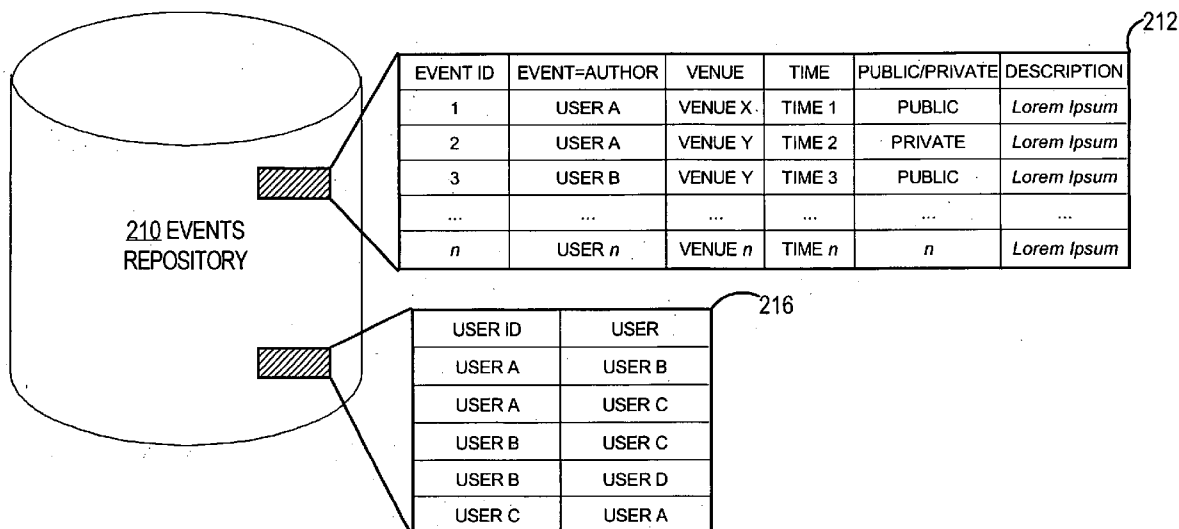 212
EVENT ID EVENT=AUTHOR VENUE TIME PUBLIC/PRIVATE DESCRIPTION
1 USER A VENUE X TIME 1 PUBLIC Lorem Ipsum
2 USER A VENUE Y TIME 2 PRIVATE Lorem Ipsum
3 USER B VENUE Y TIME 3 PUBLIC Lorem Ipsum
... ... ... ... ... ...
n USER n VENUE n TIME n n Lorem Ipsum
210 EVENTS
REPOSITORY
216
USER ID USER
USER A USER B
USER A USER C
USER B USER C
USER B USER D
USER C USER A